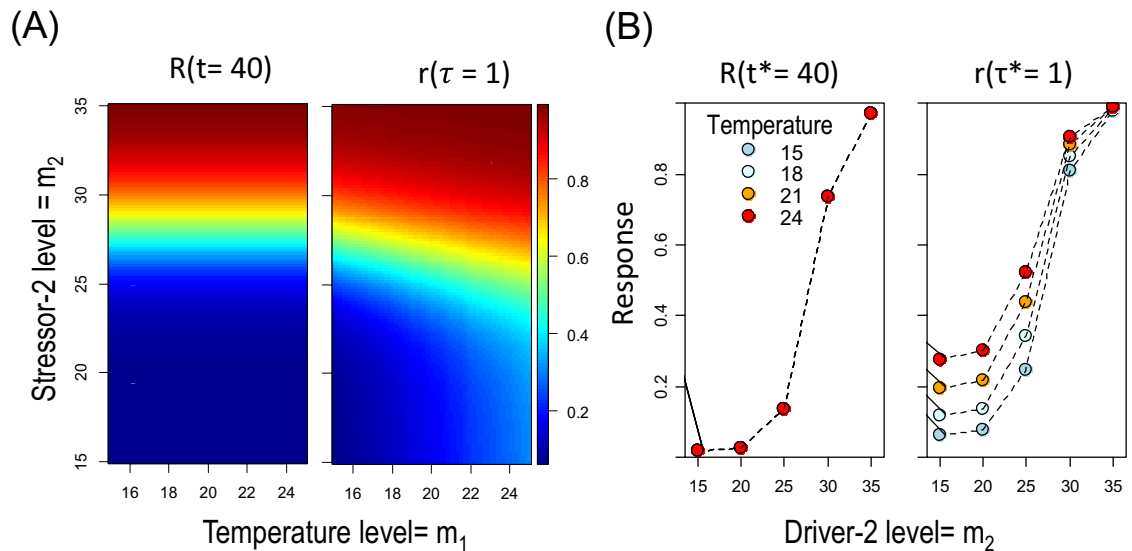 (A)
R(t= 40)
r(τ = 1)
Stressor-2 level = m₂
35
30
25
20
15
16 18 20 22 24
16 18 20 22 24
0.8
0.6
0.4
0.2
Temperature level= m₁
(B)
R(t*= 40)
r(τ*= 1)
Response
0.8
0.6
0.4
0.2
Temperature
15
18
21
24
15 20 25 30 35
15 20 25 30 35
Driver-2 level= m₂